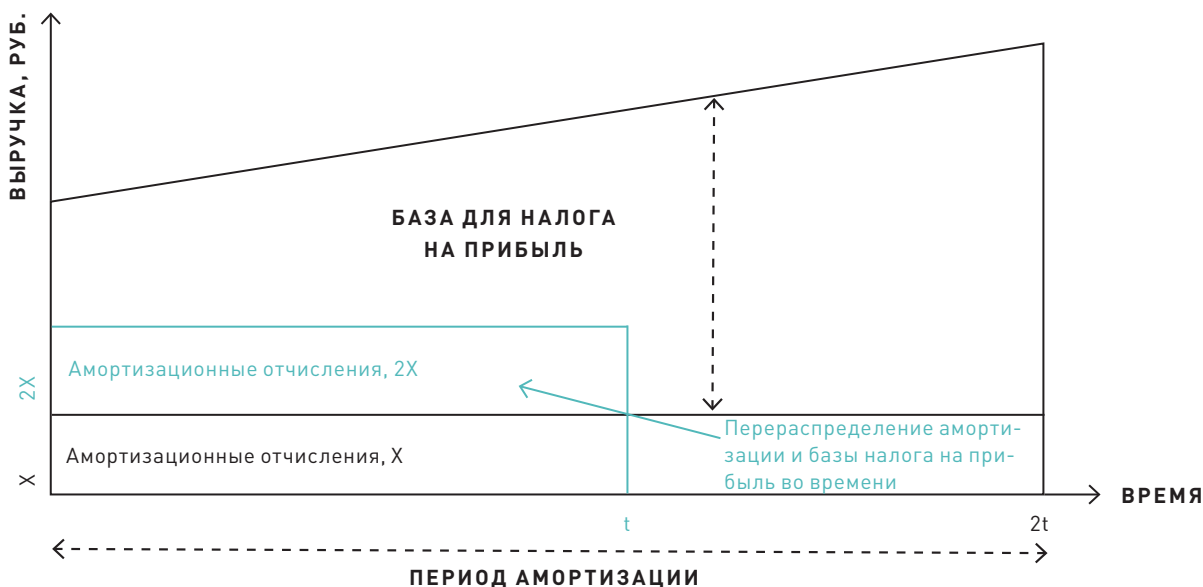 ВЫРУЧКА, РУБ.
БАЗА ДЛЯ НАЛОГА
НА ПРИБЫЛЬ
2X
Амортизационные отчисления, 2X
X
Амортизационные отчисления, X
Перераспределение аморти-
зации и базы налога на при-
быль во времени
ВРЕМЯ
t
2t
ПЕРИОД АМОРТИЗАЦИИ